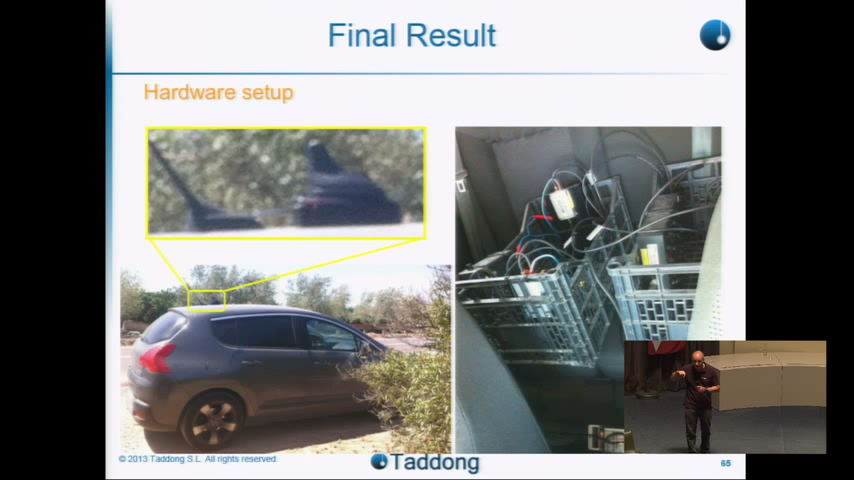 Final Result
Hardware setup
© 2013 Taddong S.L. All rights reserved
Taddong
65